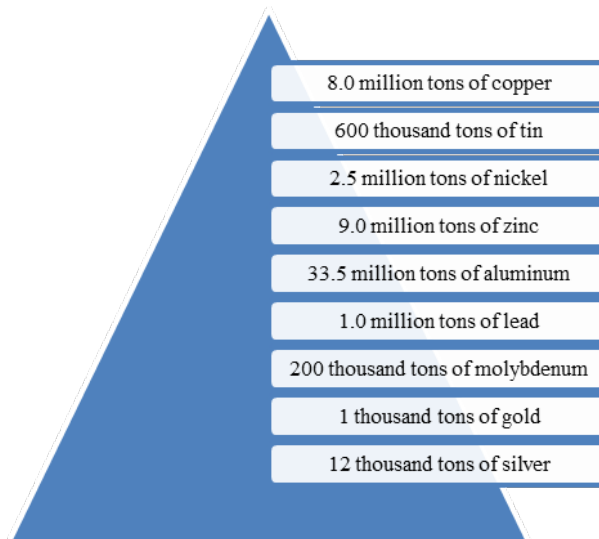 8.0 million tons of copper
600 thousand tons of tin
2.5 million tons of nickel
9.0 million tons of zinc
33.5 million tons of aluminum
1.0 million tons of lead
200 thousand tons of molybdenum
1 thousand tons of gold
12 thousand tons of silver